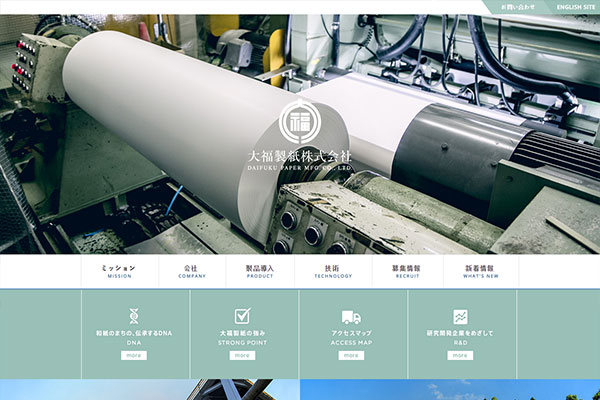 お問い合わせ
ENGLISH SITE
福
大福製紙株式会社
DAIFUKU PAPER MFG. CO., LTD.
ミッション
MISSION
会社
COMPANY
製品導入
PRODUCT
技術
TECHNOLOGY
募集情報
RECRUIT
新着情報
WHAT'S NEW
和紙のまちの、伝承するDNA
DNA
more
大福製紙の強み
STRONG POINT
more
アクセスマップ
ACCESS MAP
more
研究開発企業をめざして
R&D
more